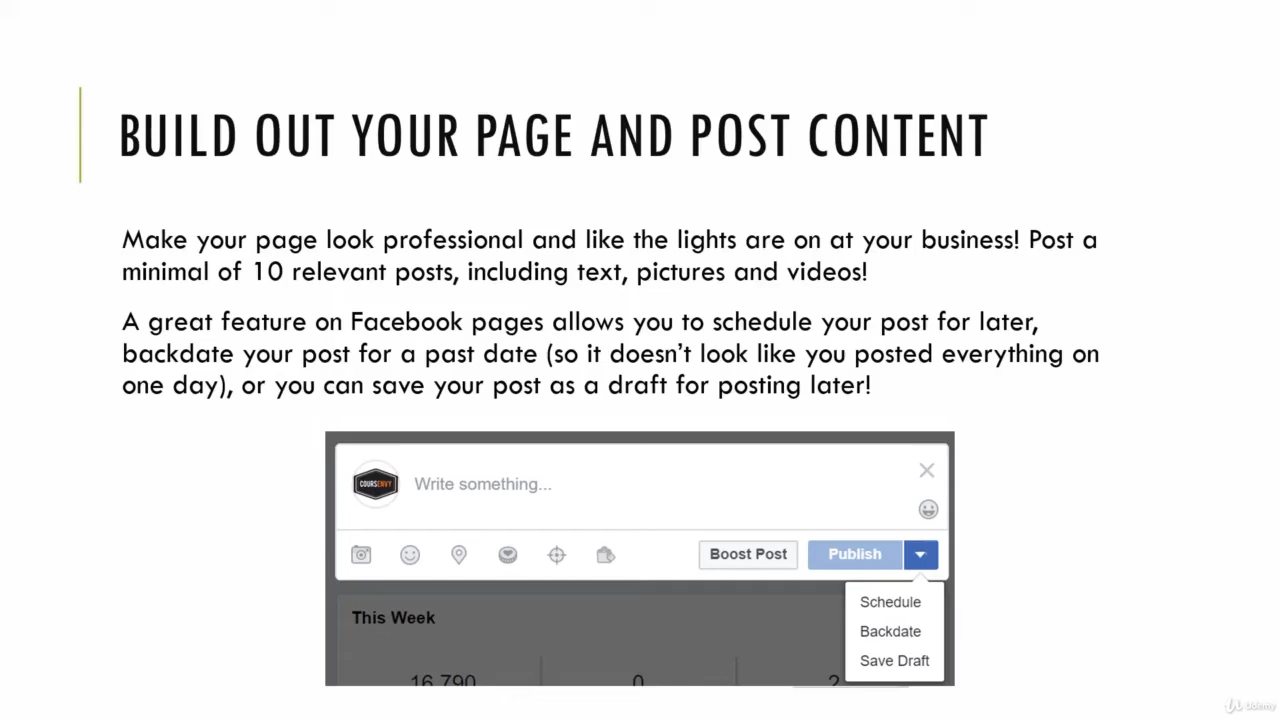 BUILD OUT YOUR PAGE AND POST CONTENT
Make your page look professional and like the lights are on at your business! Post a
minimal of 10 relevant posts, including text, pictures and videos!
A great feature on Facebook pages allows you to schedule your post for later,
backdate your post for a past date (so it doesn't look like you posted everything on
one day), or you can save your post as a draft for posting later!
COURSENVY
Write something...
Boost Post Publish
Schedule
Backdate
Save Draft
This Week
16,790 0 2
Udemy